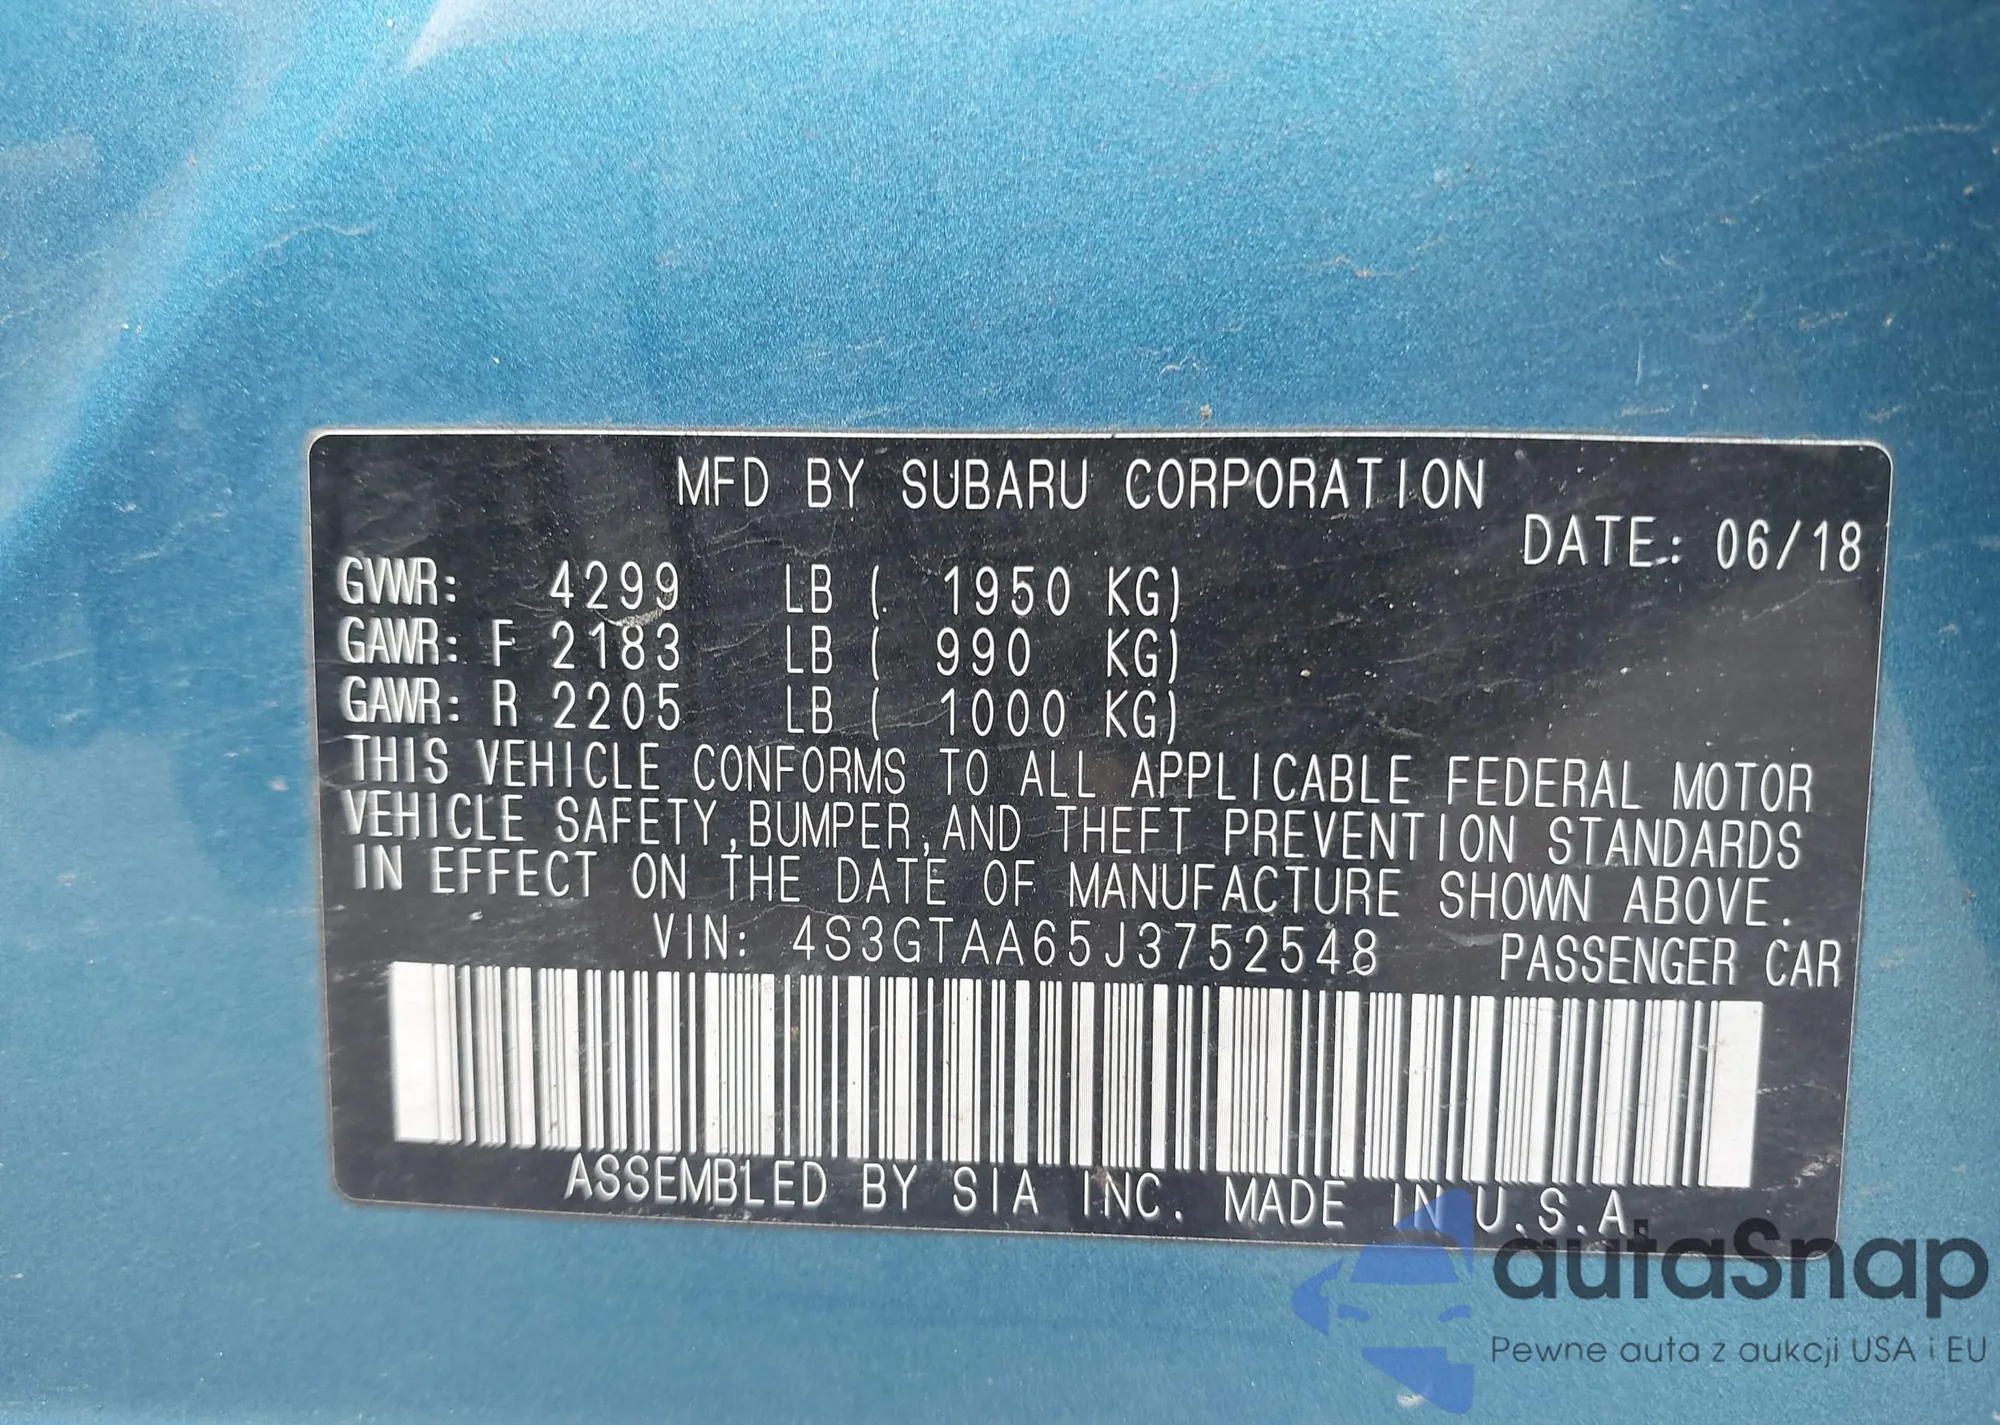 MFD BY SUBARU CORPORATION
DATE: 06/18
GVWR: 4299 LB ( 1950 KG)
GAWR: F 2183 LB ( 990 KG)
GAWR: R 2205 LB ( 1000 KG)
THIS VEHICLE CONFORMS TO ALL APPLICABLE FEDERAL MOTOR
VEHICLE SAFETY,BUMPER,AND THEFT PREVENTION STANDARDS
IN EFFECT ON THE DATE OF MANUFACTURE SHOWN ABOVE.
VIN: 4S3GTAA65J3752548 PASSENGER CAR
ASSEMBLED BY SIA INC. MADE IN U.S.A.
autaSnap
Pewne auta z aukcji USA i EU